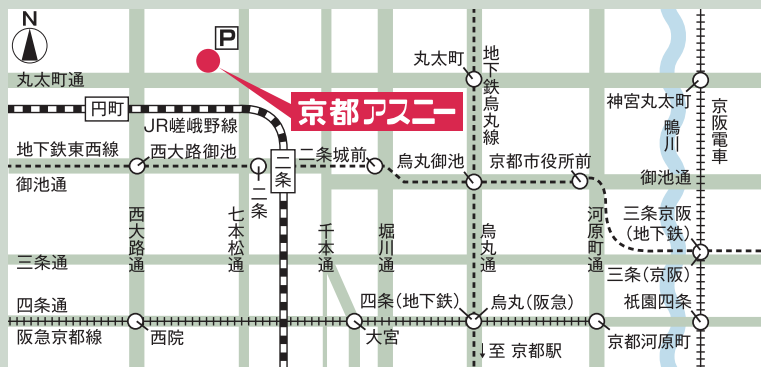 N
P
丸太町
地下鉄烏丸線
丸太町通
京都アスニー
神宮丸太町
円町
JR嵯峨野線
鴨川
京阪電車
地下鉄東西線
西大路御池
二条
二条
二条城前
烏丸御池
京都市役所前
御池通
御池通
西大路通
七本松通
千本通
堀川通
烏丸通
河原町通
三条京阪
(地下鉄)
三条通
三条(京阪)
四条通
四条(地下鉄)
烏丸(阪急)
祇園四条
阪急京都線
西院
大宮
京都河原町
↓至 京都駅